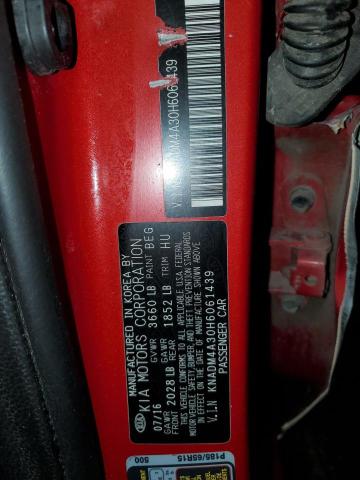 MANUFACTURED IN KOREA BY
KIA MOTORS CORPORATION
07/16 GVWR 3660 LB PAINT BEG
GAWR FRONT 2028 LB GAWR REAR 1852 LB TRIM HU
THIS VEHICLE CONFORMS TO ALL APPLICABLE U.S.A. FEDERAL
MOTOR VEHICLE SAFETY, BUMPER, AND THEFT PREVENTION STANDARDS
IN EFFECT ON THE DATE OF MANUFACTURE SHOWN ABOVE
V.I.N KNADM4A30H6061439
PASSENGER CAR
P185/65R15
500